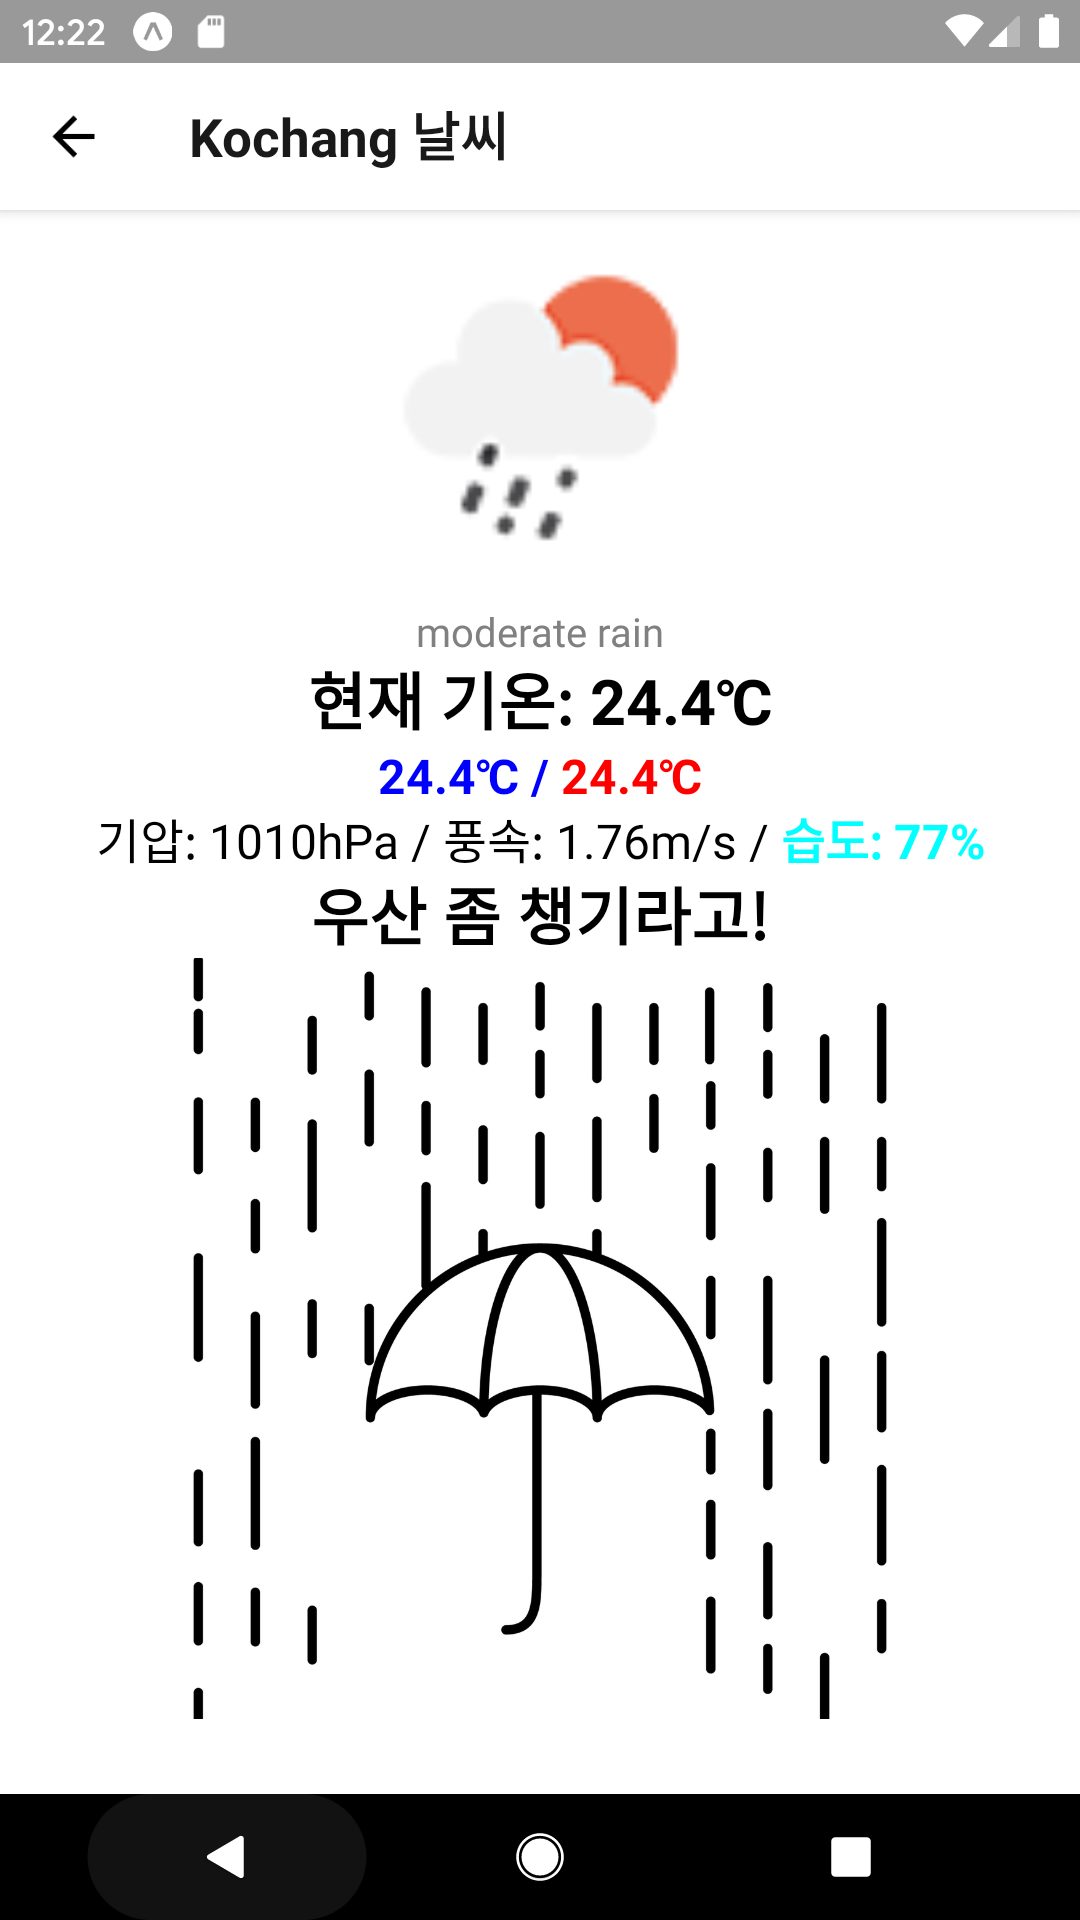 12:22
Kochang 날씨
moderate rain
현재 기온: 24.4℃
24.4℃ / 24.4℃
기압: 1010hPa / 풍속: 1.76m/s / 습도: 77%
우산 좀 챙기라고!